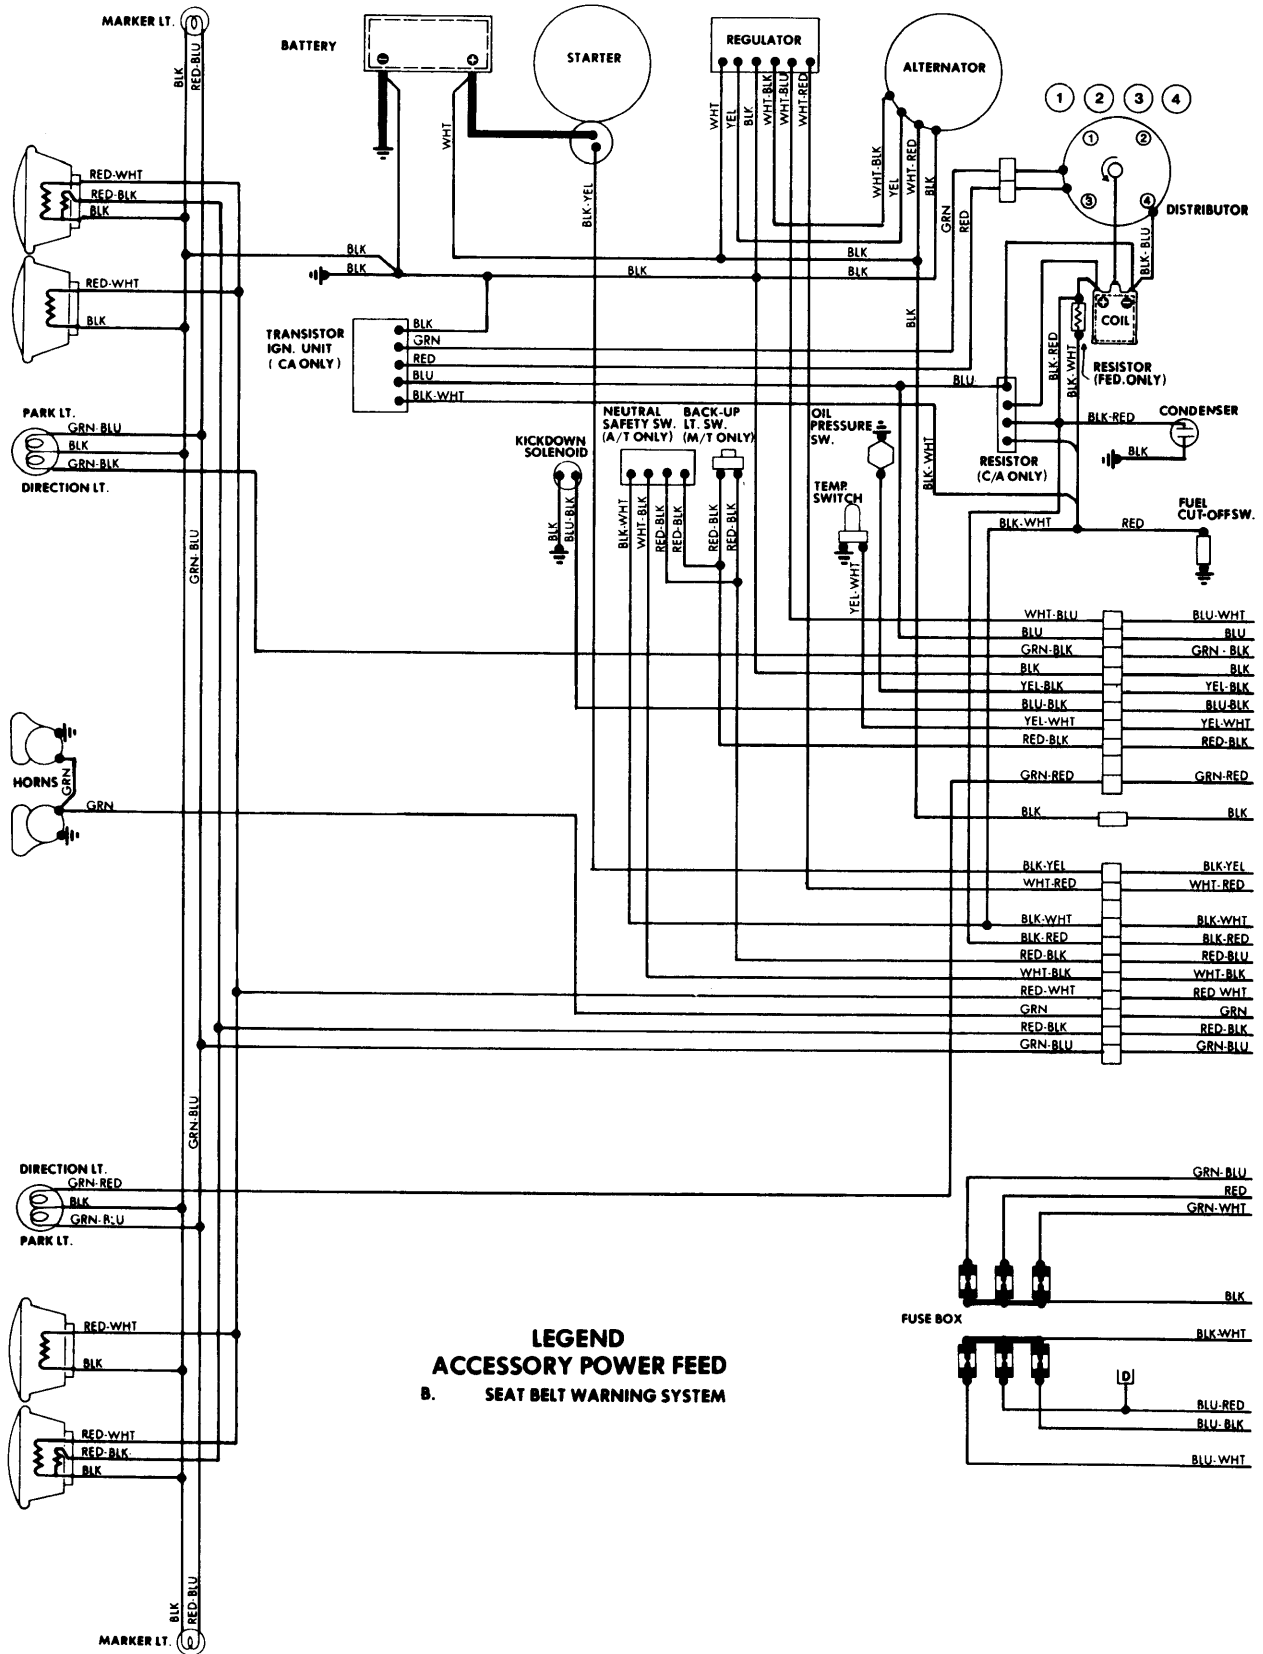 MARKER LT.
BLK
RED-BLU
BATTERY
WHT
STARTER
BLK-YEL
REGULATOR
WHT
YEL
BLK
WHT-BLK
WHT-BLU
WHT-RED
ALTERNATOR
WHT-BLK
YEL
WHT-RED
BLK
GRN
RED
1 2 3 4
1
2
3
4
DISTRIBUTOR
BLK-BLU
RED-WHT
RED-BLK
BLK
RED-WHT
BLK
BLK
BLK
BLK
BLK
BLK
BLK
TRANSISTOR
IGN. UNIT
( CA ONLY)
BLK
GRN
RED
BLU
BLK-WHT
BLU
COIL
BLK-RED
BLK-WHT
RESISTOR
(FED.ONLY)
PARK LT.
GRN-BLU
BLK
GRN-BLK
DIRECTION LT.
KICKDOWN
SOLENOID
BLK
BLU-BLK
NEUTRAL
SAFETY SW.
(A/T ONLY)
BLK-WHT
WHT-BLK
RED-BLK
RED-BLK
BACK-UP
LT. SW.
(M/T ONLY)
RED-BLK
RED-BLK
OIL
PRESSURE
SW.
TEMP.
SWITCH
YEL-WHT
BLK-WHT
RESISTOR
(C/A ONLY)
BLK-RED
CONDENSER
BLK
BLK-WHT
RED
FUEL
CUT-OFF SW.
GRN-BLU
WHT-BLU BLU-WHT
BLU BLU
GRN-BLK GRN - BLK
BLK BLK
YEL-BLK YEL-BLK
BLU-BLK BLU-BLK
YEL-WHT YEL-WHT
RED-BLK RED-BLK
GRN-RED GRN-RED
BLK BLK
HORNS
GRN
GRN
BLK-YEL BLK-YEL
WHT-RED WHT-RED
BLK-WHT BLK-WHT
BLK-RED BLK-RED
RED-BLK RED-BLU
WHT-BLK WHT-BLK
RED-WHT RED WHT
GRN GRN
RED-BLK RED-BLK
GRN-BLU GRN-BLU
GRN-BLU
DIRECTION LT.
GRN-RED
BLK
GRN-BLU
PARK LT.
GRN-BLU
RED
GRN-WHT
BLK
FUSE BOX
BLK-WHT
D
BLU-RED
BLU-BLK
BLU-WHT
RED-WHT
BLK
RED-WHT
RED-BLK
BLK
LEGEND
ACCESSORY POWER FEED
B. SEAT BELT WARNING SYSTEM
BLK
RED-BLU
MARKER LT.